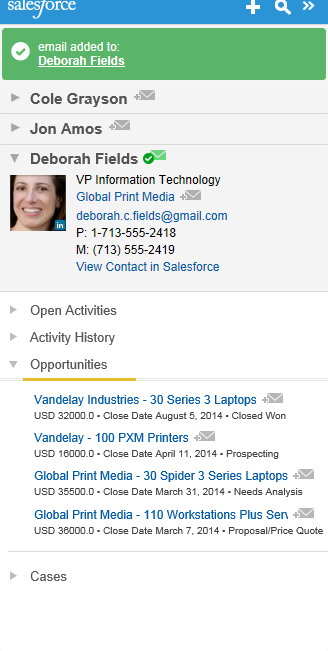 salesforce
email added to:
Deborah Fields
Cole Grayson
Jon Amos
Deborah Fields
VP Information Technology
Global Print Media
deborah.c.fields@gmail.com
P: 1-713-555-2418
M: (713) 555-2419
View Contact in Salesforce
in
Open Activities
Activity History
Opportunities
Vandelay Industries - 30 Series 3 Laptops
USD 32000.0 • Close Date August 5, 2014 • Closed Won
Vandelay - 100 PXM Printers
USD 16000.0 • Close Date April 11, 2014 • Prospecting
Global Print Media - 30 Spider 3 Series Laptops
USD 35500.0 • Close Date March 31, 2014 • Needs Analysis
Global Print Media - 110 Workstations Plus Serv
USD 36000.0 • Close Date March 7, 2014 • Proposal/Price Quote
Cases